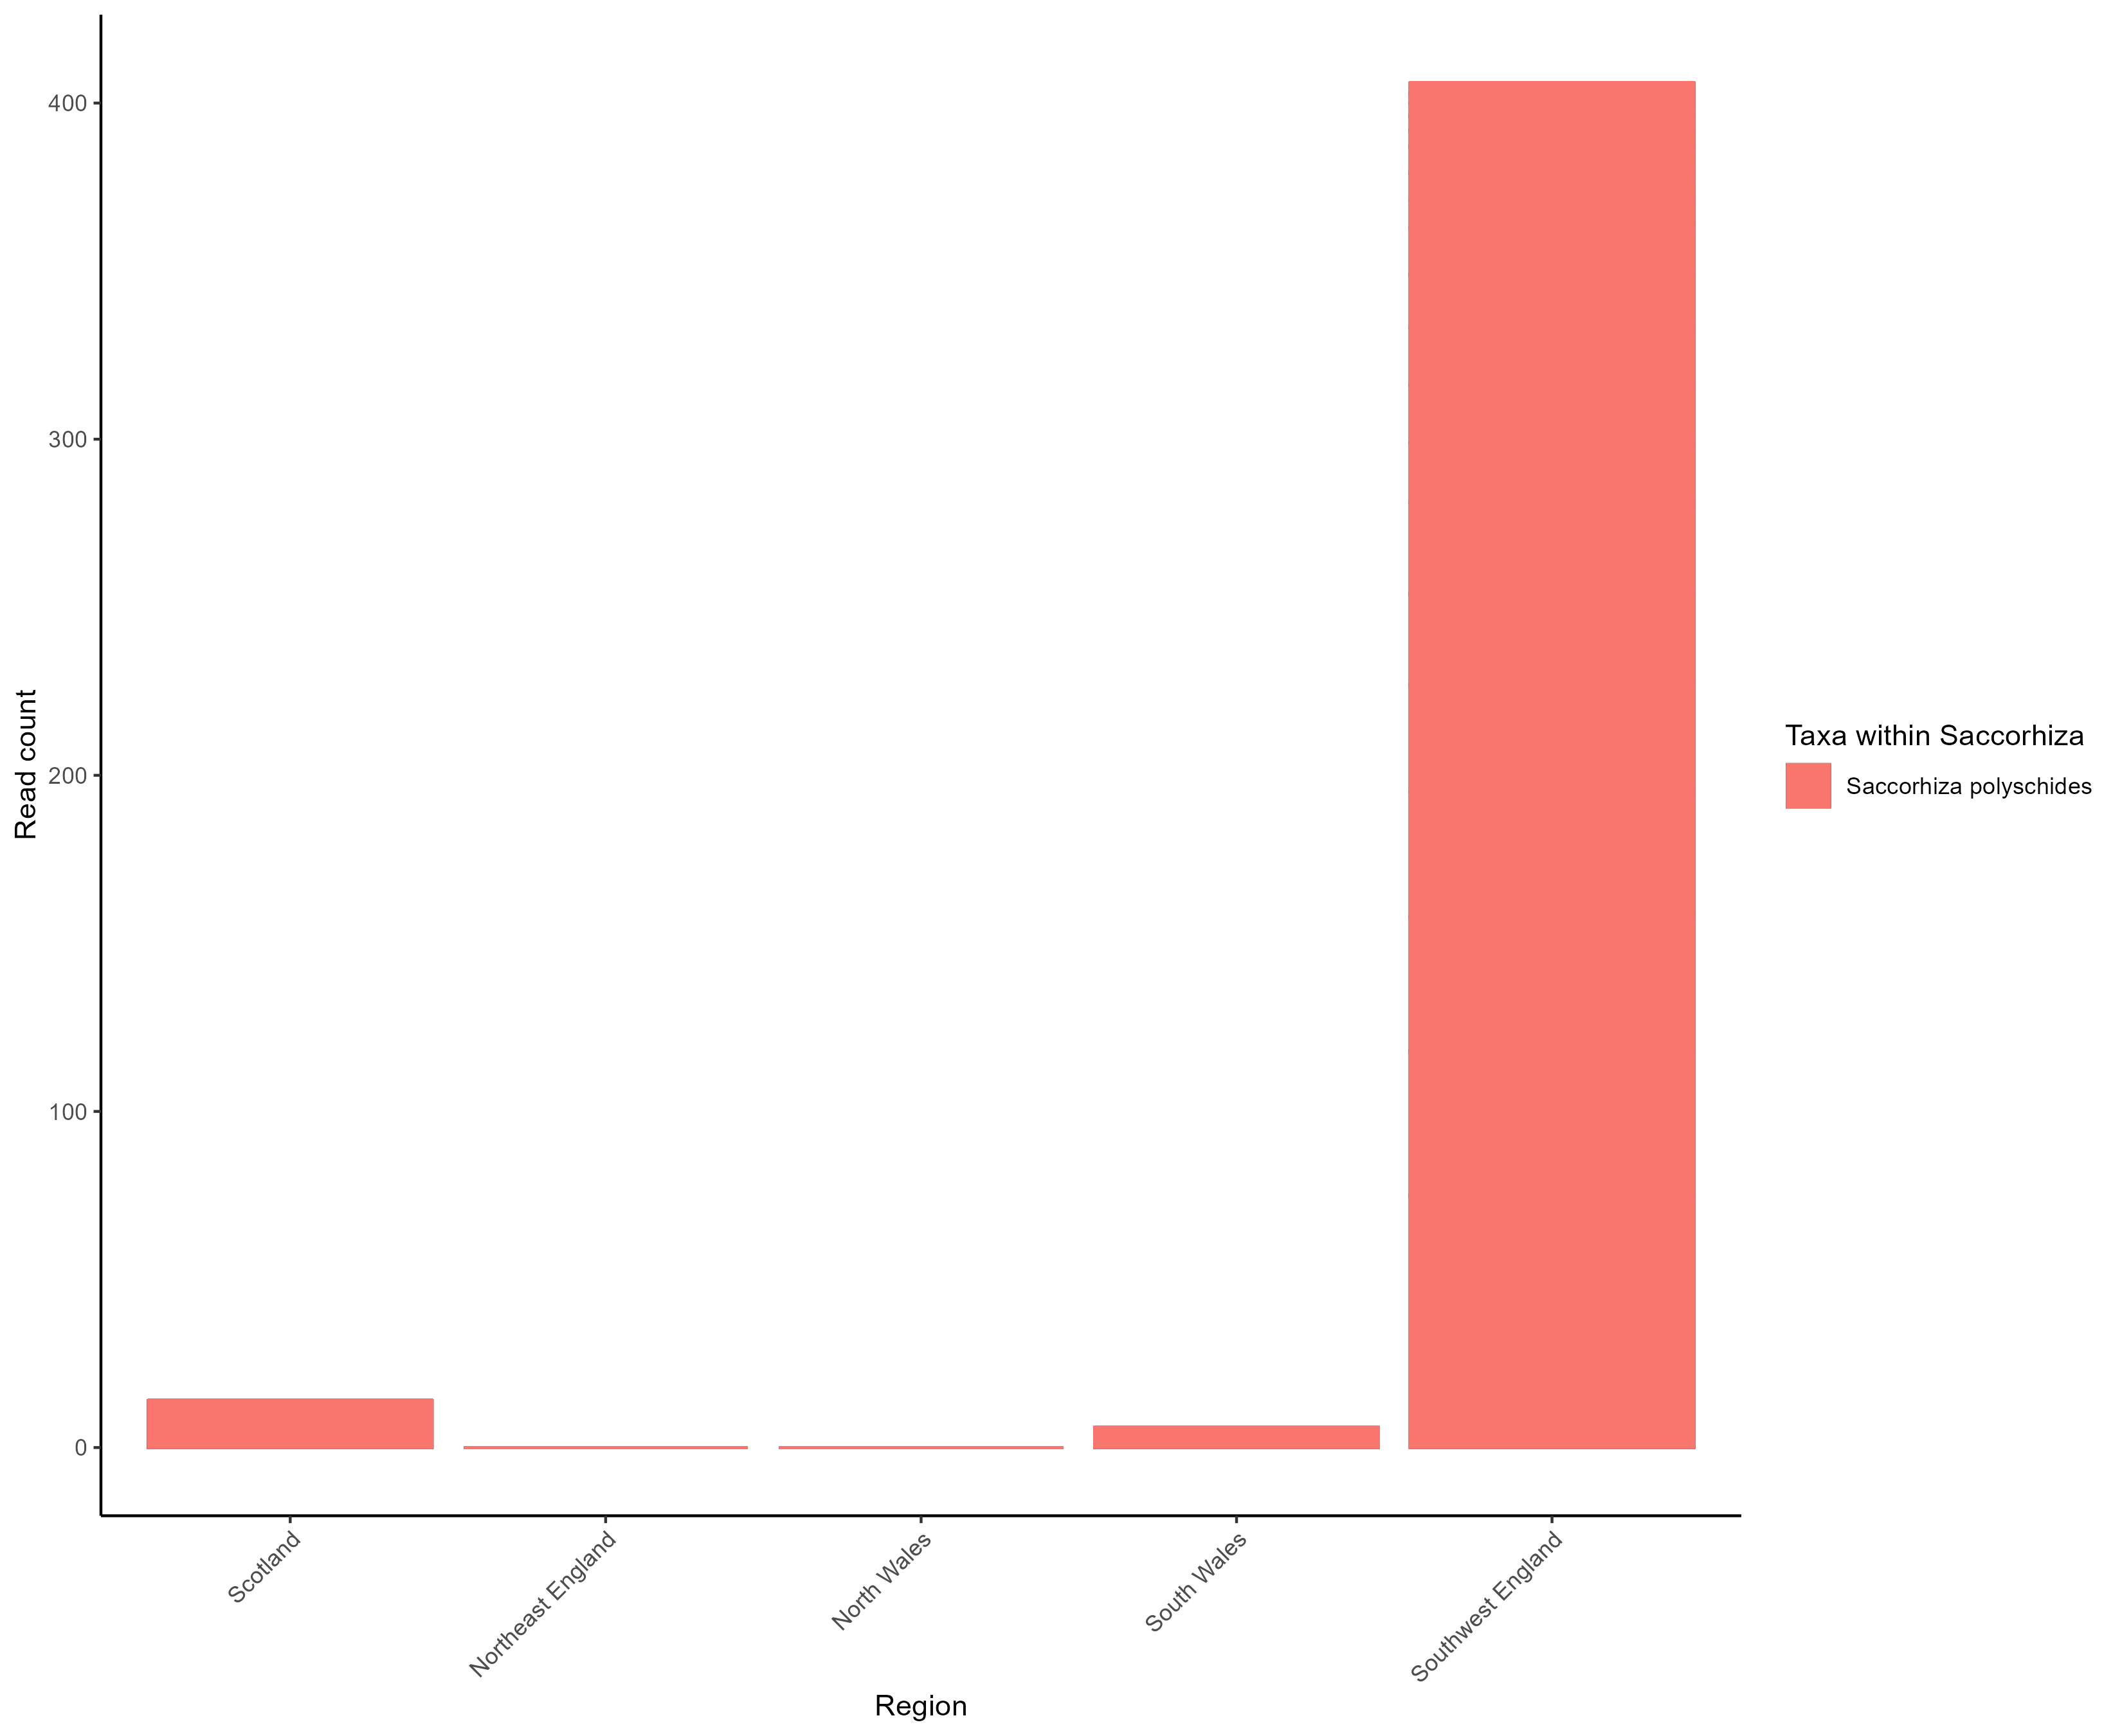 400
300
200
100
0
Read count
Scotland
Northeast England
North Wales
South Wales
Southwest England
Region
Taxa within Saccorhiza
Saccorhiza polyschides